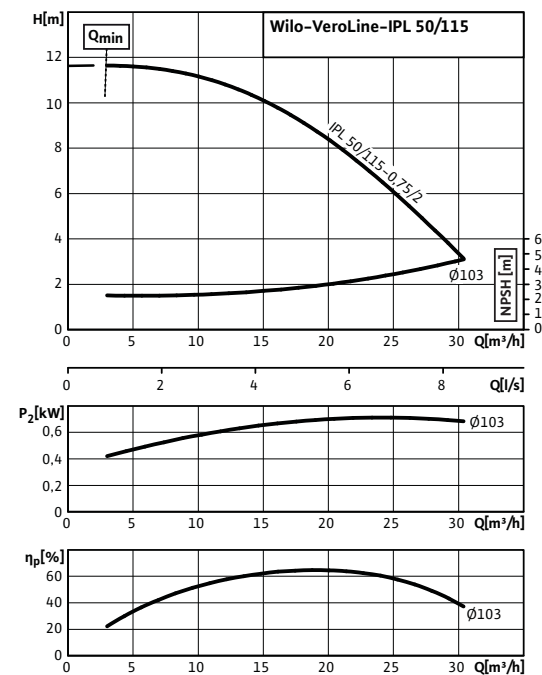 H[m]
Wilo-VeroLine-IPL 50/115
Qmin
12
10
8
6
4
2
0
IPL 50/115-0,75/2
Ø103
NPSH [m]
6
5
4
3
2
1
0
0 5 10 15 20 25 30 Q[m³/h]
0 2 4 6 8 Q[l/s]
P₂[kW]
0,6
0,4
0,2
0
Ø103
0 5 10 15 20 25 30 Q[m³/h]
ηp[%]
60
40
20
0
Ø103
0 5 10 15 20 25 30 Q[m³/h]